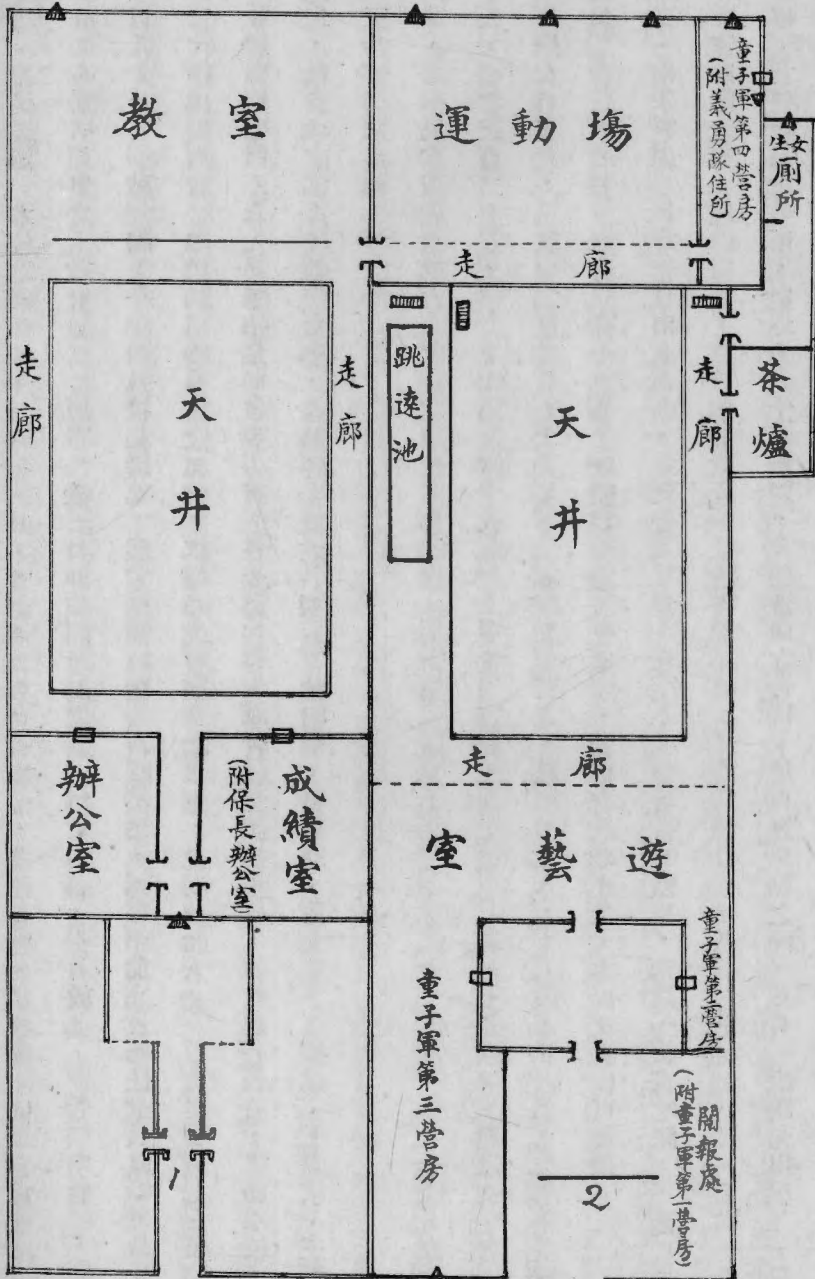 教室
運動場
童子軍第四營房
(附義勇隊住所)
女生
廁所
走廊
走廊
走廊
天井
跳遠池
天井
走廊
茶爐
走廊
辦公室
成績室
(附保長辦公室)
室藝遊
童子軍第二營房
童子軍第三營房
閱報處
(附童子軍第一營房)
1
2